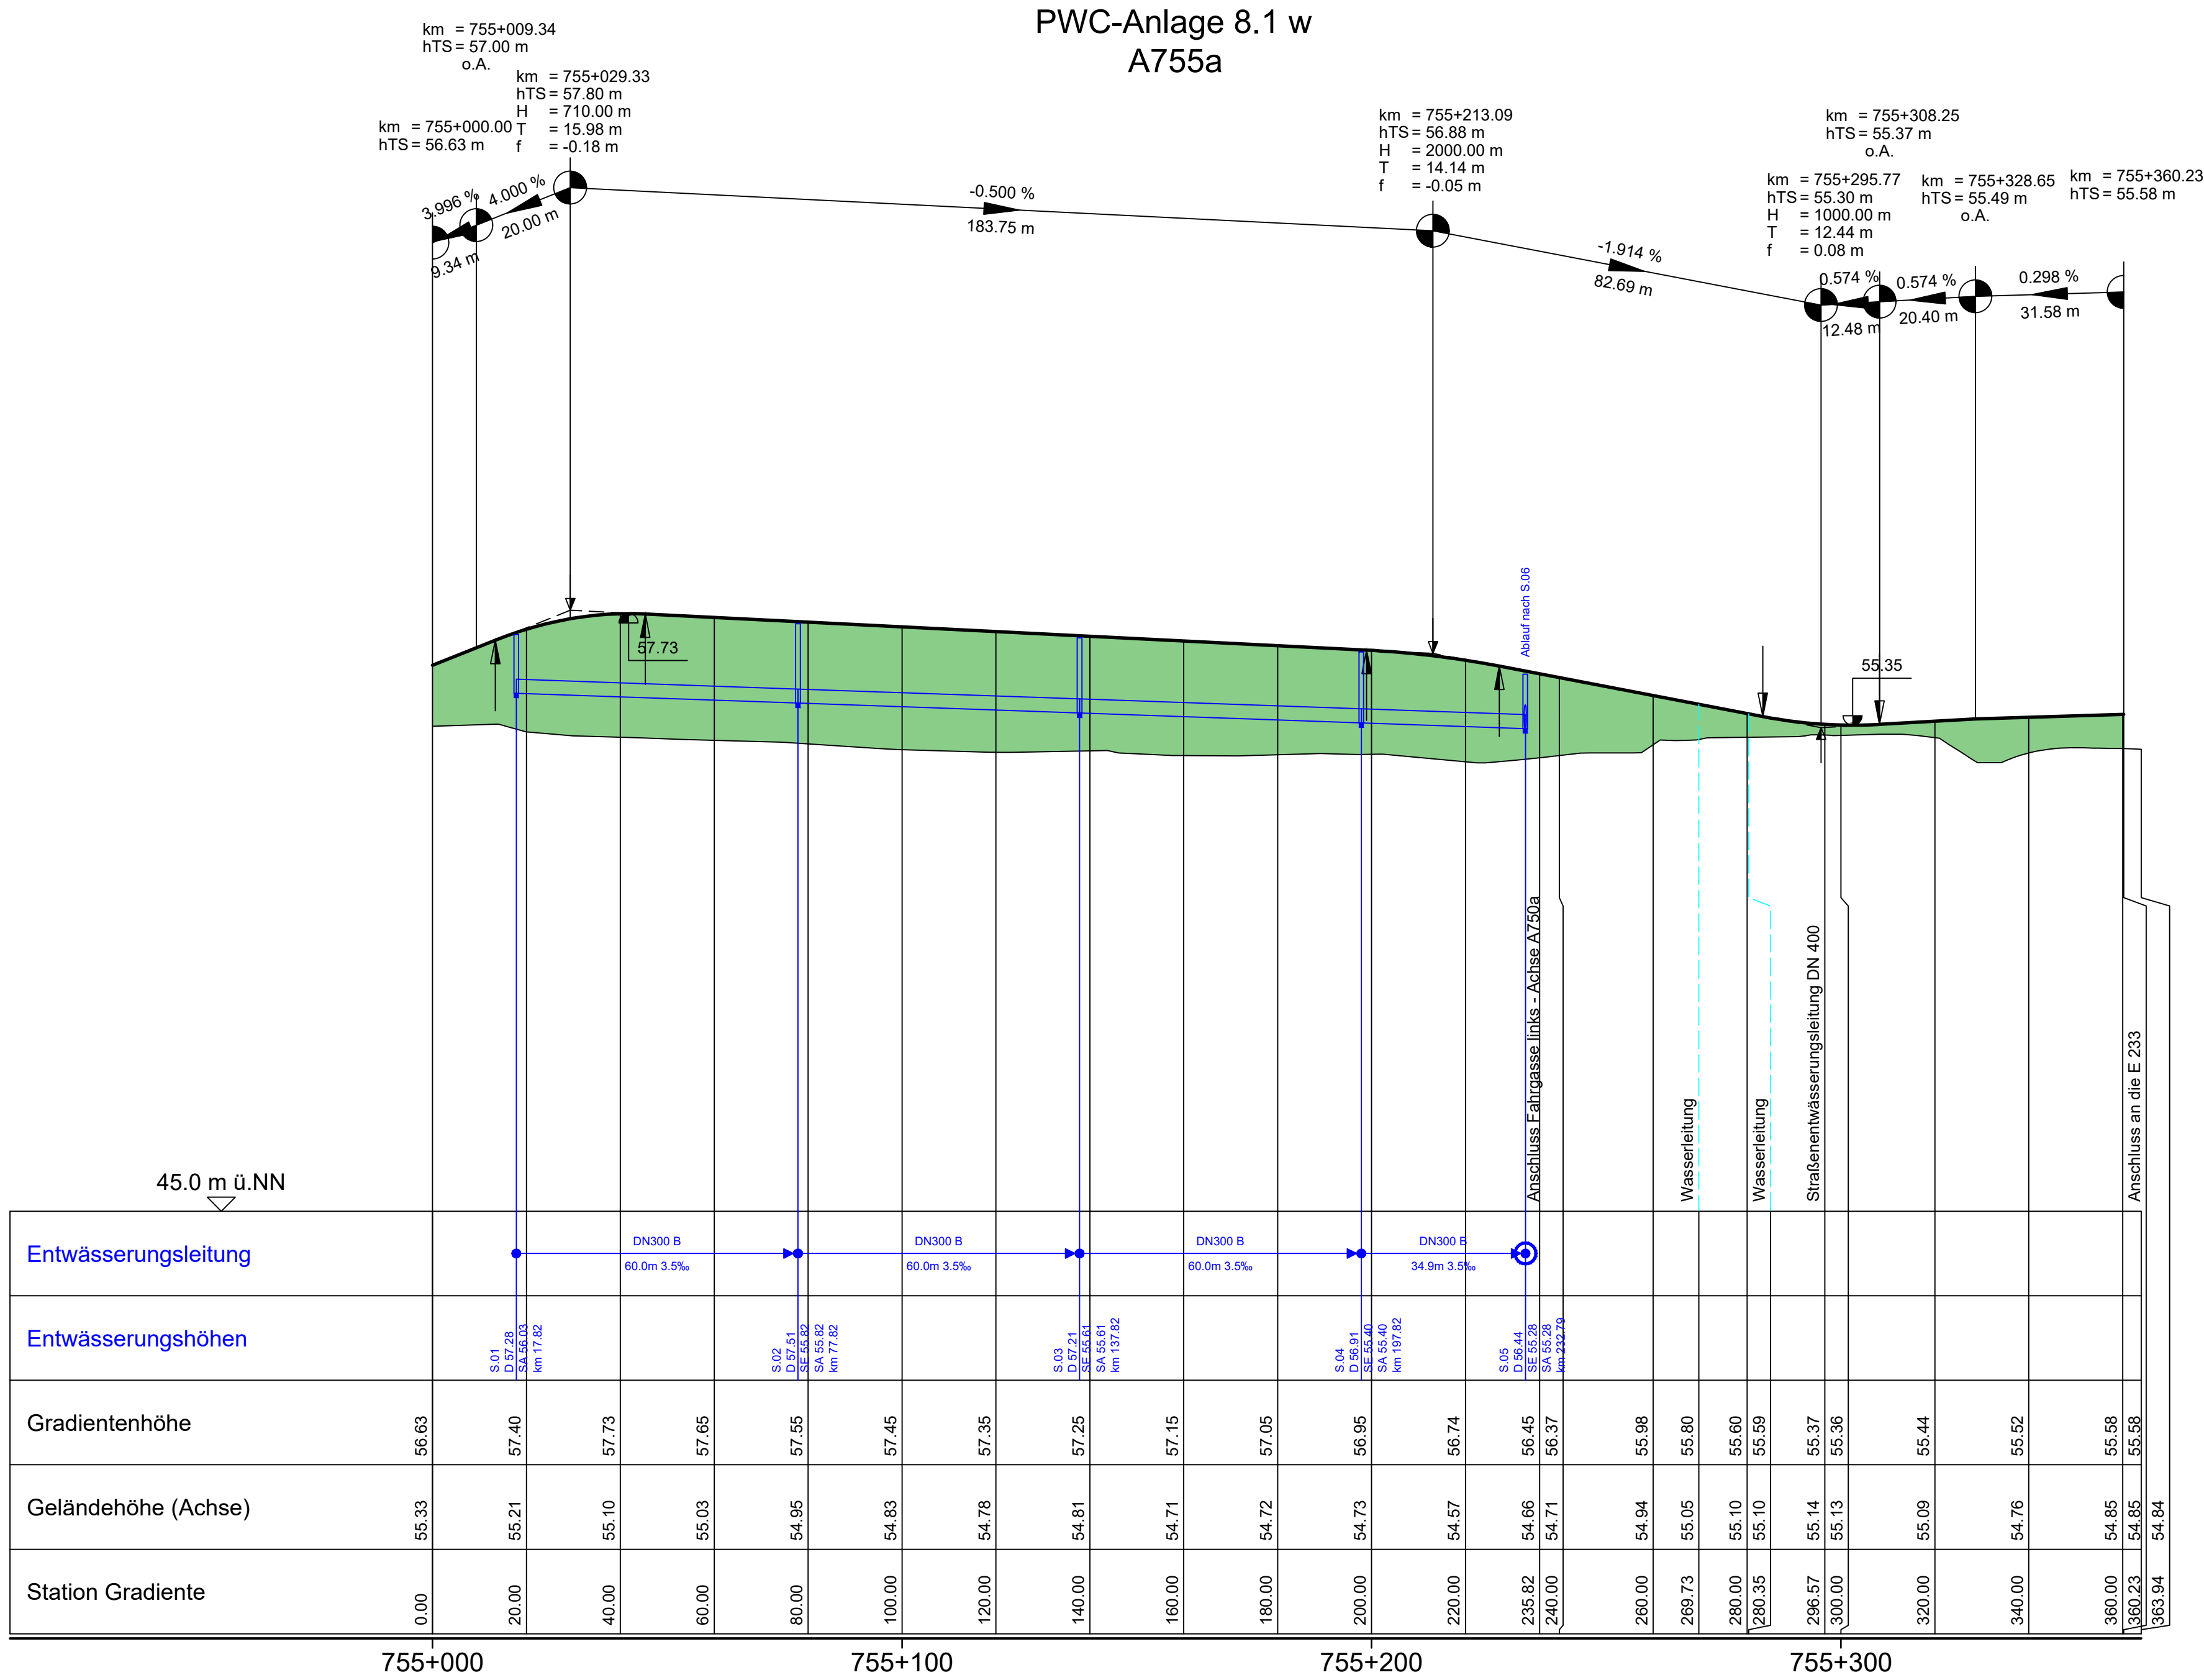 PWC-Anlage 8.1 w
A755a
km = 755+009.34
hTS = 57.00 m
o.A.
km = 755+029.33
hTS = 57.80 m
H = 710.00 m
T = 15.98 m
f = -0.18 m
km = 755+000.00
hTS = 56.63 m
km = 755+213.09
hTS = 56.88 m
H = 2000.00 m
T = 14.14 m
f = -0.05 m
km = 755+308.25
hTS = 55.37 m
o.A.
km = 755+295.77
hTS = 55.30 m
H = 1000.00 m
T = 12.44 m
f = 0.08 m
km = 755+328.65
hTS = 55.49 m
o.A.
km = 755+360.23
hTS = 55.58 m
3.996 %
9.34 m
4.000 %
20.00 m
-0.500 %
183.75 m
-1.914 %
82.69 m
0.574 %
12.48 m
0.574 %
20.40 m
0.298 %
31.58 m
57.73
55.35
Ablauf nach S.06
Anschluss Fahrgasse links - Achse A750a
Wasserleitung
Wasserleitung
Straßenentwässerungsleitung DN 400
Anschluss an die E 233
45.0 m ü.NN
Entwässerungsleitung
DN300 B
60.0m 3.5‰
DN300 B
60.0m 3.5‰
DN300 B
60.0m 3.5‰
DN300 B
34.9m 3.5‰
Entwässerungshöhen
S.01
D 57.28
SA 56.03
km 17.82
S.02
D 57.51
SE 55.82
SA 55.82
km 77.82
S.03
D 57.21
SE 55.61
SA 55.61
km 137.82
S.04
D 56.91
SE 55.40
SA 55.40
km 197.82
S.05
D 56.44
SE 55.28
SA 55.28
km 232.79
Gradientenhöhe
56.63 57.40 57.73 57.65 57.55 57.45 57.35 57.25 57.15 57.05 56.95 56.74 56.45 56.37 55.98 55.80 55.60 55.59 55.37 55.36 55.44 55.52 55.58 55.58
Geländehöhe (Achse)
55.33 55.21 55.10 55.03 54.95 54.83 54.78 54.81 54.71 54.72 54.73 54.57 54.66 54.71 54.94 55.05 55.10 55.10 55.14 55.13 55.09 54.76 54.85 54.85 54.84
Station Gradiente
0.00 20.00 40.00 60.00 80.00 100.00 120.00 140.00 160.00 180.00 200.00 220.00 235.82 240.00 260.00 269.73 280.00 280.35 296.57 300.00 320.00 340.00 360.00 360.23 363.94
755+000 755+100 755+200 755+300